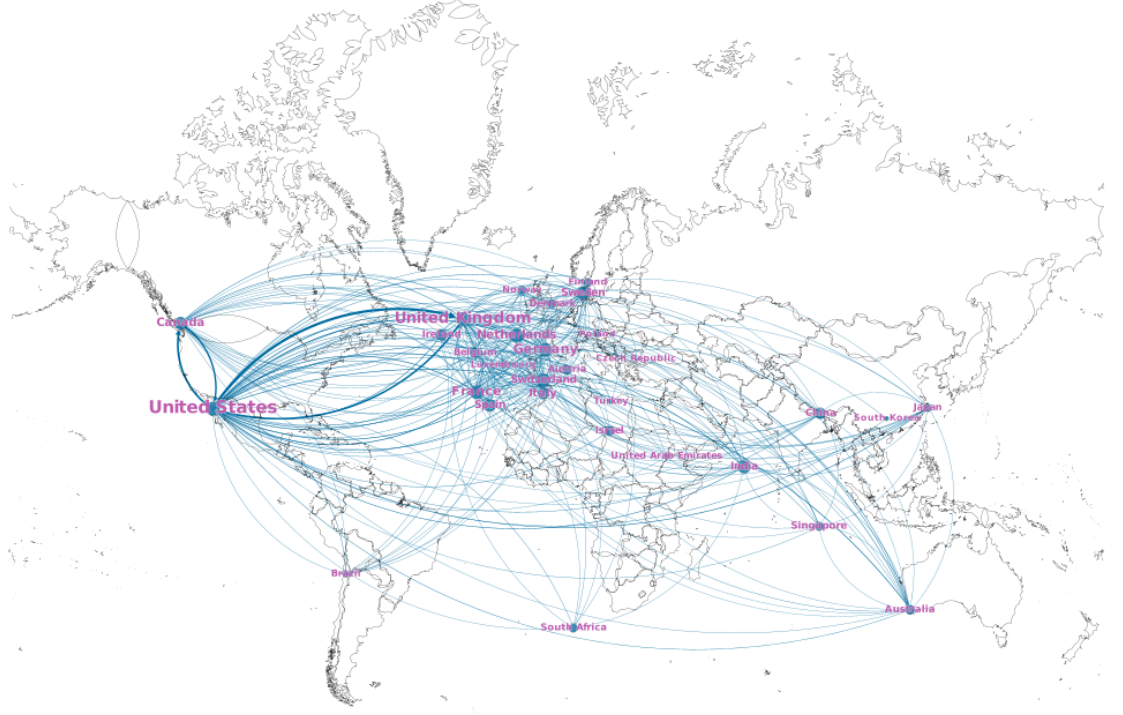 Finland
Norway
Sweden
Denmark
United Kingdom
Canada
Ireland
Netherlands
Poland
Germany
Belgium
Czech Republic
Luxembourg
Austria
Switzerland
France
Italy
Spain
Turkey
United States
China
Japan
South Korea
Israel
United Arab Emirates
India
Singapore
Brazil
Australia
South Africa